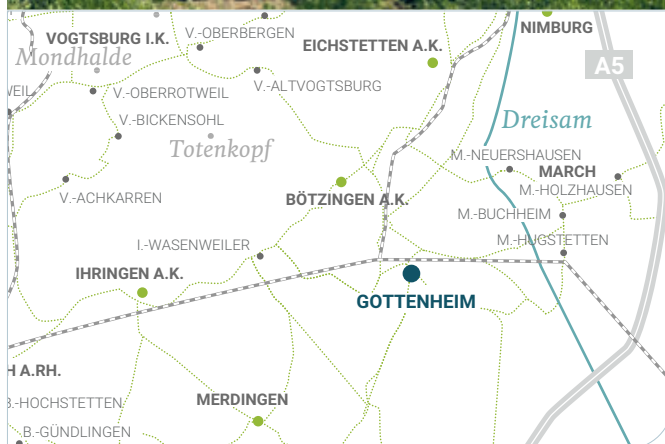 NIMBURG
V.-OBERBERGEN
VOGTSBURG I.K.
EICHSTETTEN A.K.
Mondhalde
A5
V.-ALTVOGTSBURG
WEIL
V.-OBERROTWEIL
V.-BICKENSOHL
Dreisam
Totenkopf
M.-NEUERSHAUSEN
MARCH
M.-HOLZHAUSEN
V.-ACHKARREN
BÖTZINGEN A.K.
M.-BUCHHEIM
M.-HUGSTETTEN
I.-WASENWEILER
IHRINGEN A.K.
GOTTENHEIM
H A.RH.
MERDINGEN
B.-HOCHSTETTEN
B.-GÜNDLINGEN